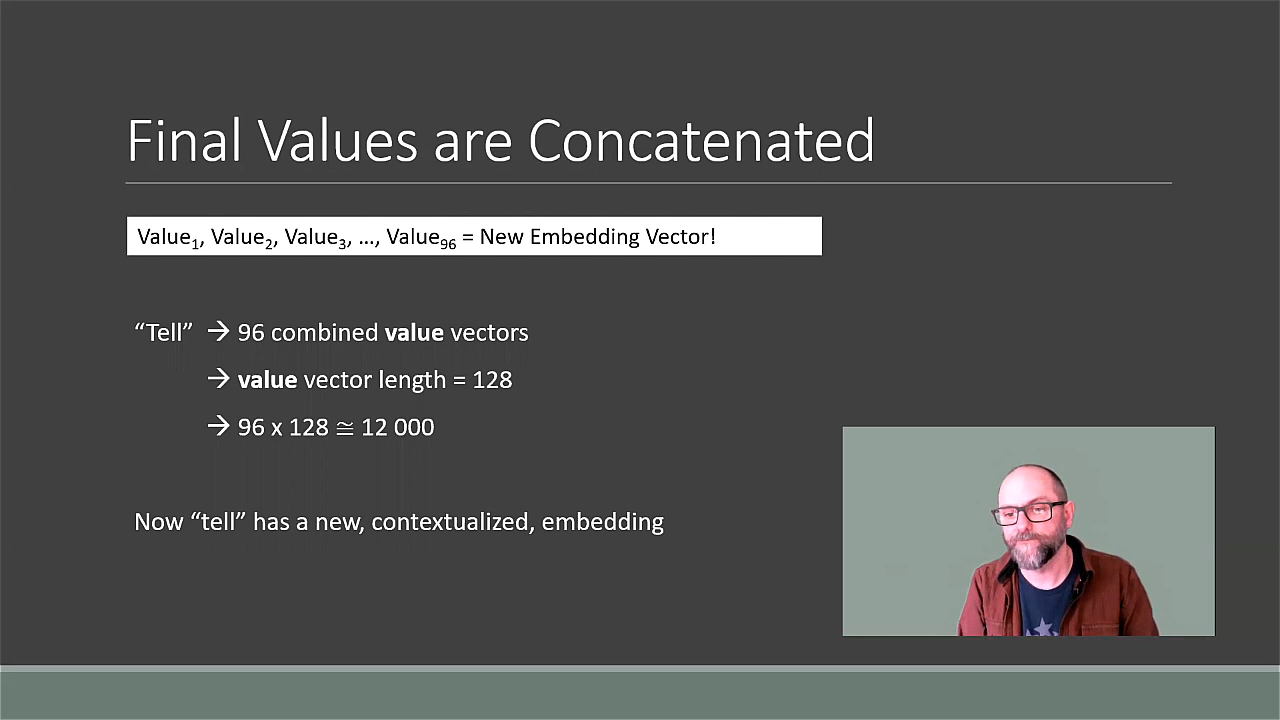 Final Values are Concatenated
Value₁, Value₂, Value₃, …, Value₉₆ = New Embedding Vector!
“Tell” → 96 combined value vectors
→ value vector length = 128
→ 96 x 128 ≅ 12 000
Now “tell” has a new, contextualized, embedding